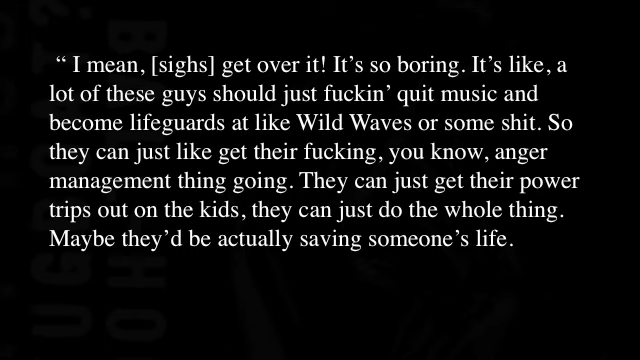 “ I mean, [sighs] get over it! It’s so boring. It’s like, a
lot of these guys should just fuckin’ quit music and
become lifeguards at like Wild Waves or some shit. So
they can just like get their fucking, you know, anger
management thing going. They can just get their power
trips out on the kids, they can just do the whole thing.
Maybe they’d be actually saving someone’s life.